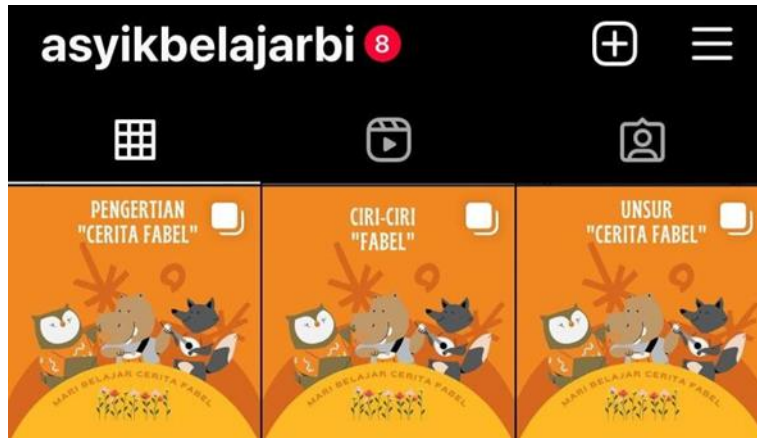 asyikbelajarbi 8
PENGERTIAN
"CERITA FABEL"
CIRI-CIRI
"FABEL"
UNSUR
"CERITA FABEL"
MARI BELAJAR CERITA FABEL
MARI BELAJAR CERITA FABEL
MARI BELAJAR CERITA FABEL